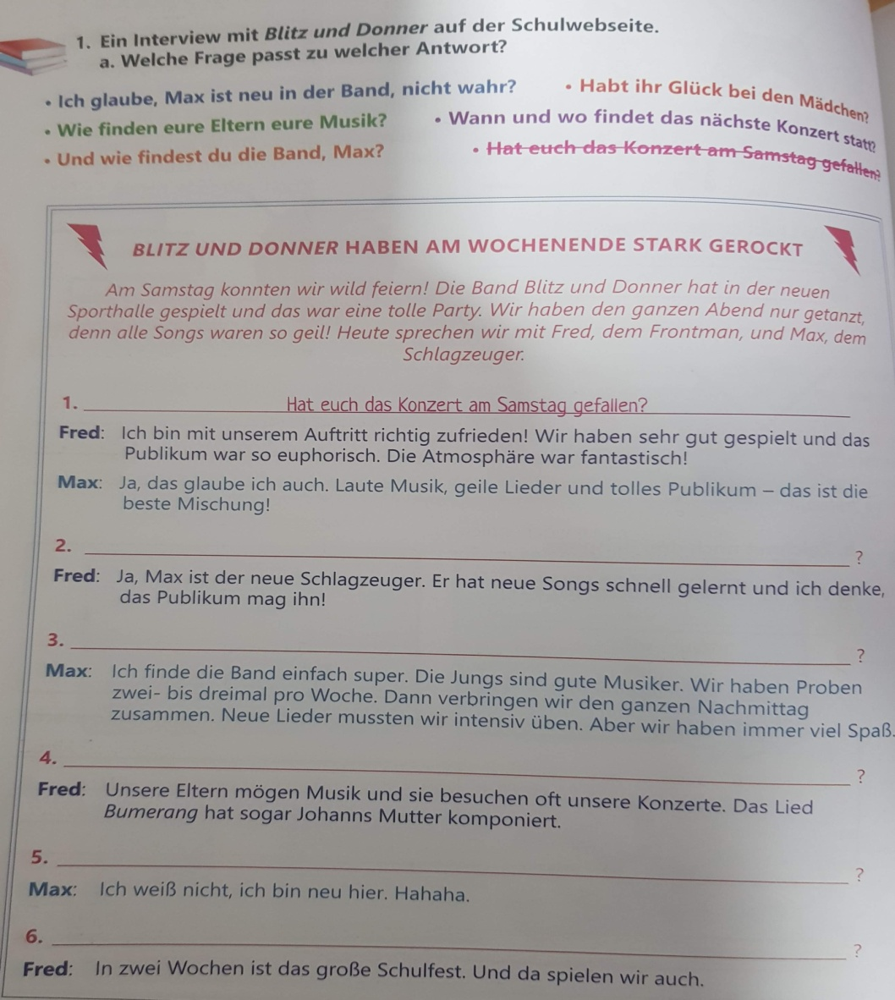 1. Ein Interview mit Blitz und Donner auf der Schulwebseite.
a. Welche Frage passt zu welcher Antwort?
• Ich glaube, Max ist neu in der Band, nicht wahr?
• Habt ihr Glück bei den Mädchen?
• Wie finden eure Eltern eure Musik?
• Wann und wo findet das nächste Konzert statt?
• Und wie findest du die Band, Max?
• Hat euch das Konzert am Samstag gefallen?
BLITZ UND DONNER HABEN AM WOCHENENDE STARK GEROCKT
Am Samstag konnten wir wild feiern! Die Band Blitz und Donner hat in der neuen
Sporthalle gespielt und das war eine tolle Party. Wir haben den ganzen Abend nur getanzt,
denn alle Songs waren so geil! Heute sprechen wir mit Fred, dem Frontman, und Max, dem
Schlagzeuger.
1. Hat euch das Konzert am Samstag gefallen?
Fred: Ich bin mit unserem Auftritt richtig zufrieden! Wir haben sehr gut gespielt und das
Publikum war so euphorisch. Die Atmosphäre war fantastisch!
Max: Ja, das glaube ich auch. Laute Musik, geile Lieder und tolles Publikum – das ist die
beste Mischung!
2. ?
Fred: Ja, Max ist der neue Schlagzeuger. Er hat neue Songs schnell gelernt und ich denke,
das Publikum mag ihn!
3. ?
Max: Ich finde die Band einfach super. Die Jungs sind gute Musiker. Wir haben Proben
zwei- bis dreimal pro Woche. Dann verbringen wir den ganzen Nachmittag
zusammen. Neue Lieder mussten wir intensiv üben. Aber wir haben immer viel Spaß.
4. ?
Fred: Unsere Eltern mögen Musik und sie besuchen oft unsere Konzerte. Das Lied
Bumerang hat sogar Johanns Mutter komponiert.
5. ?
Max: Ich weiß nicht, ich bin neu hier. Hahaha.
6. ?
Fred: In zwei Wochen ist das große Schulfest. Und da spielen wir auch.